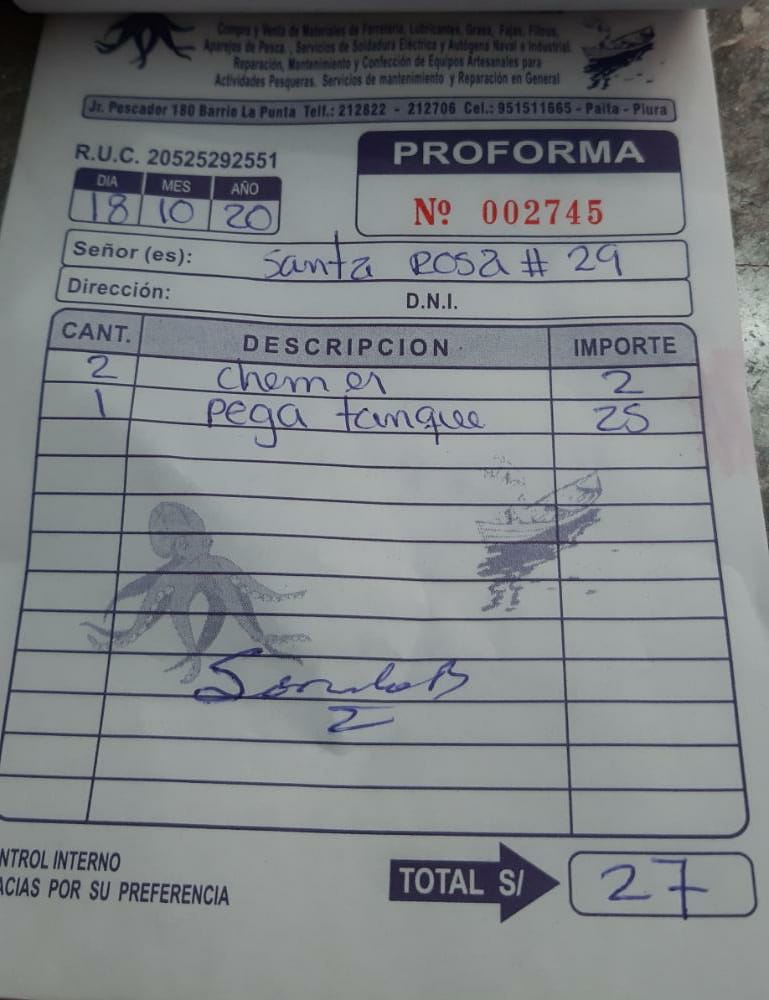 Compra y Venta de Materiales de Ferretería, Lubricantes, Grasa, Fajas, Filtros,
Aparejos de Pesca., Servicios de Soldadura Eléctrica y Autógena Naval e Industrial.
Reparación, Mantenimiento y Confección de Equipos Artesanales para
Actividades Pesqueras. Servicios de mantenimiento y Reparación en General
Jr. Pescador 180 Barrio La Punta Telf.: 212622 - 212706 Cel.: 951511665 - Paita - Piura
R.U.C. 20525292551
PROFORMA
DIA MES AÑO
18 10 20
Nº 002745
Señor (es): Santa Rosa # 29
Dirección: D.N.I.
CANT. DESCRIPCION IMPORTE
2 chemer 2
1 pega tanque 25
NTROL INTERNO
ACIAS POR SU PREFERENCIA
TOTAL S/ 27